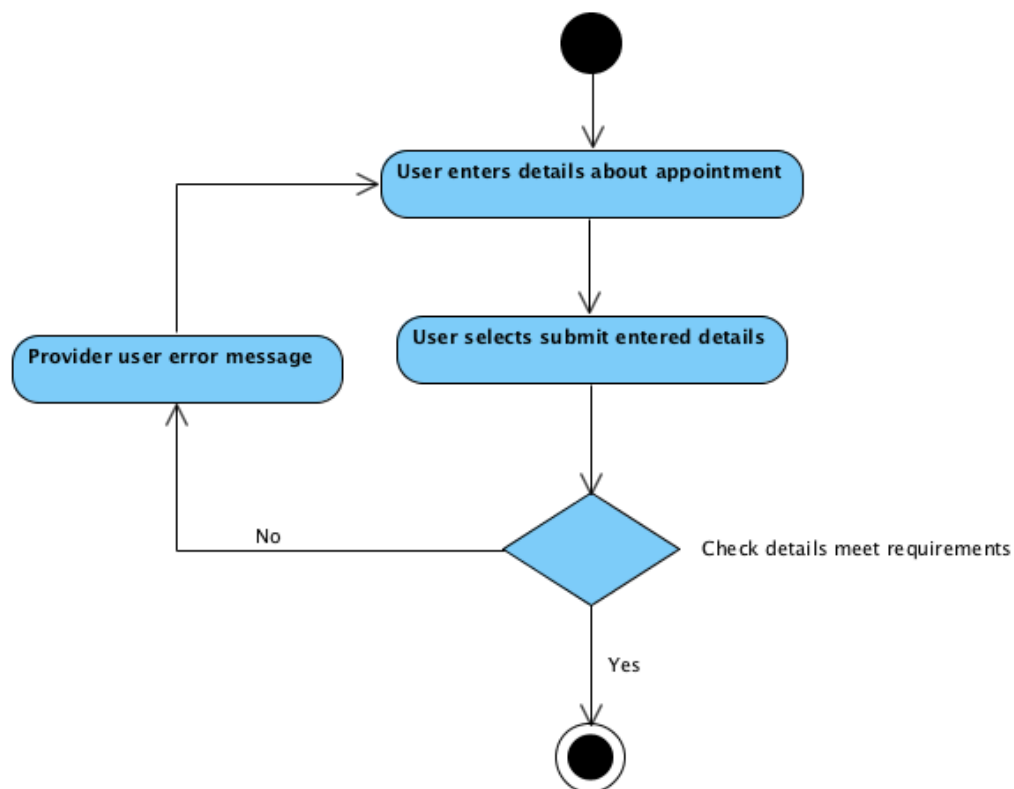 User enters details about appointment
User selects submit entered details
Provider user error message
No
Check details meet requirements
Yes